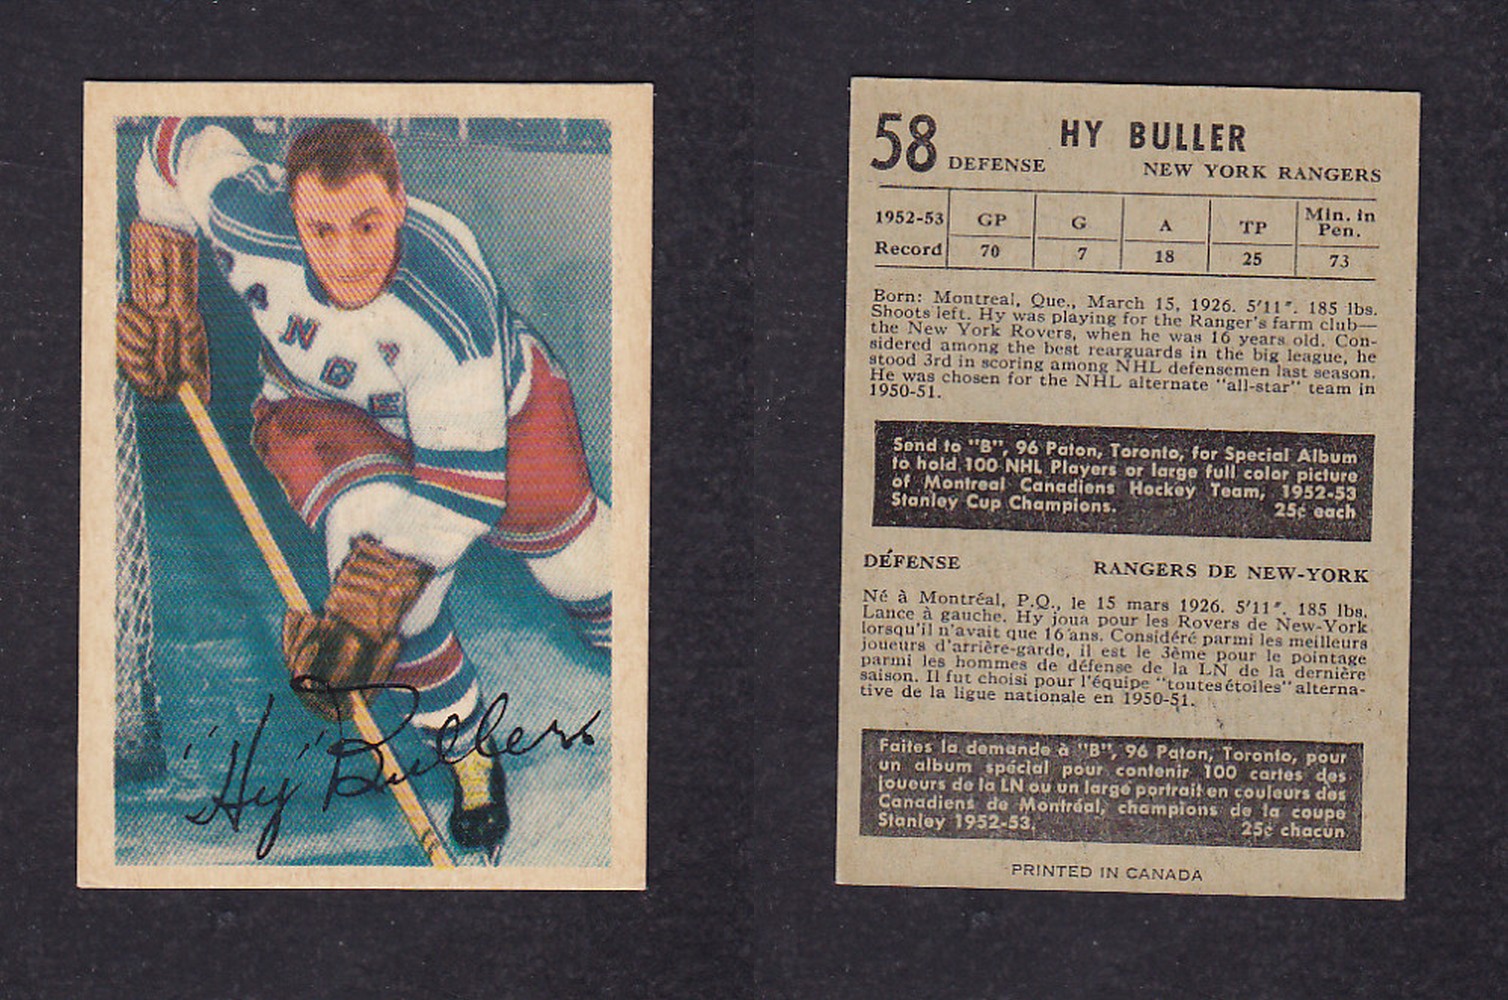 RANGERS
"Hy" Buller
58
HY BULLER
DEFENSE NEW YORK RANGERS
1952-53 Record GP G A TP Min. in Pen.
70 7 18 25 73
Born: Montreal, Que., March 15, 1926. 5'11". 185 lbs.
Shoots left. Hy was playing for the Ranger's farm club—
the New York Rovers, when he was 16 years old. Con-
sidered among the best rearguards in the big league, he
stood 3rd in scoring among NHL defensemen last season.
He was chosen for the NHL alternate "all-star" team in
1950-51.
Send to "B", 96 Paton, Toronto, for Special Album
to hold 100 NHL Players or large full color picture
of Montreal Canadiens Hockey Team, 1952-53
Stanley Cup Champions. 25¢ each
DÉFENSE RANGERS DE NEW-YORK
Né à Montréal, P.Q., le 15 mars 1926. 5'11". 185 lbs.
Lance à gauche. Hy joua pour les Rovers de New-York
lorsqu'il n'avait que 16 ans. Considéré parmi les meilleurs
joueurs d'arrière-garde, il est le 3ème pour le pointage
parmi les hommes de défense de la LN de la dernière
saison. Il fut choisi pour l'équipe "toutes étoiles" alterna-
tive de la ligue nationale en 1950-51.
Faites la demande à "B", 96 Paton, Toronto, pour
un album spécial pour contenir 100 cartes des
joueurs de la LN ou un large portrait en couleurs des
Canadiens de Montréal, champions de la coupe
Stanley 1952-53. 25¢ chacun
PRINTED IN CANADA